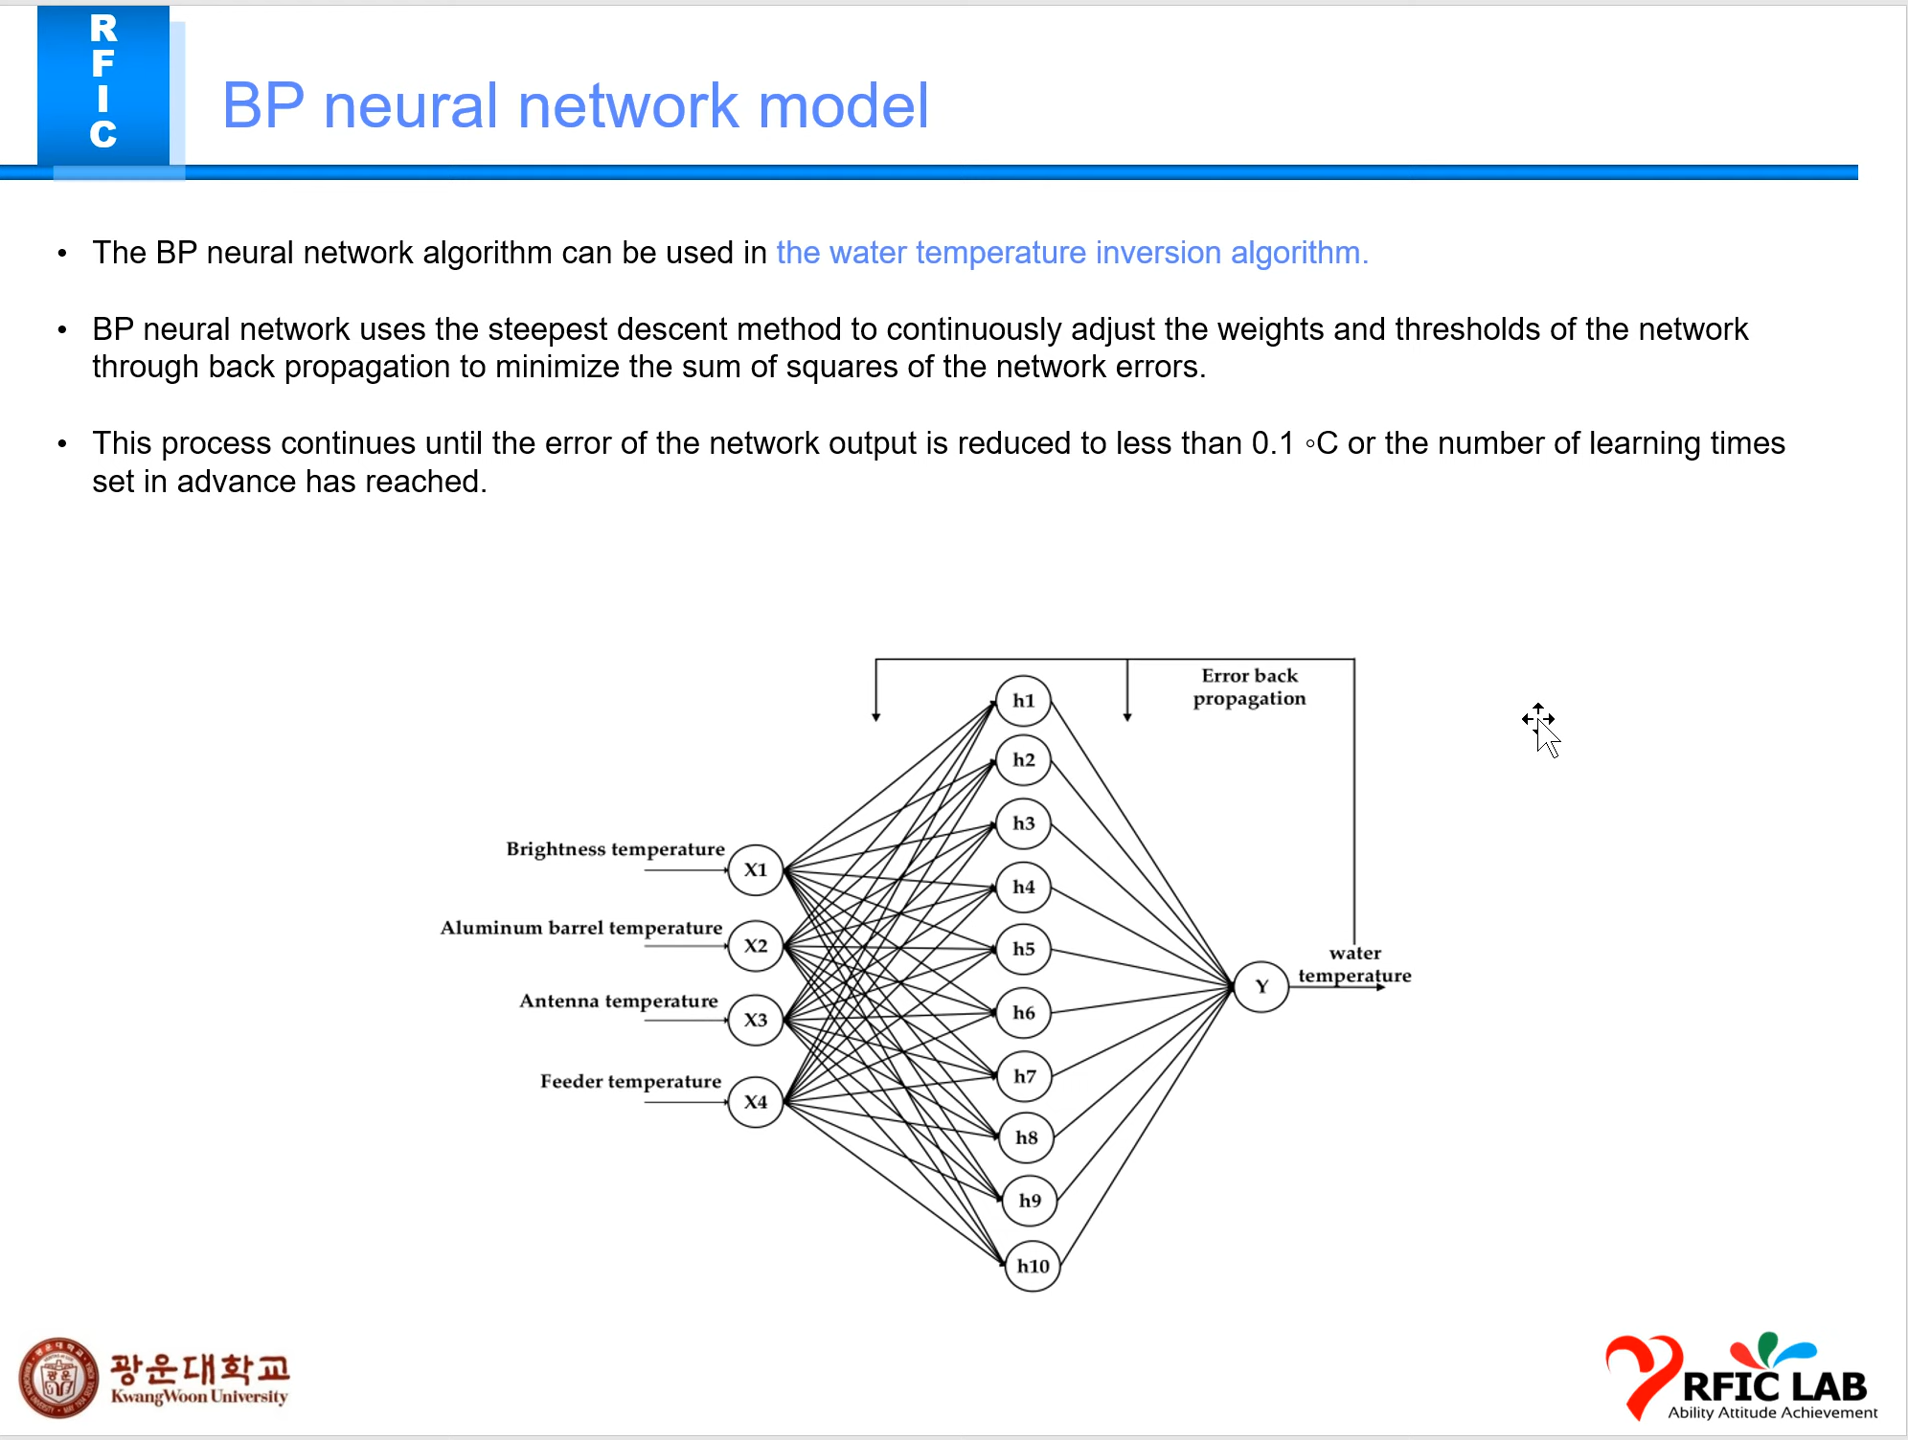 R
F
I
C
BP neural network model
• The BP neural network algorithm can be used in the water temperature inversion algorithm.
• BP neural network uses the steepest descent method to continuously adjust the weights and thresholds of the network
through back propagation to minimize the sum of squares of the network errors.
• This process continues until the error of the network output is reduced to less than 0.1 ◦C or the number of learning times
set in advance has reached.
Error back
propagation
h1
h2
h3
h4
h5
h6
h7
h8
h9
h10
Brightness temperature
X1
Aluminum barrel temperature
X2
Antenna temperature
X3
Feeder temperature
X4
Y
water
temperature
광운대학교
KwangWoon University
RFIC LAB
Ability Attitude Achievement